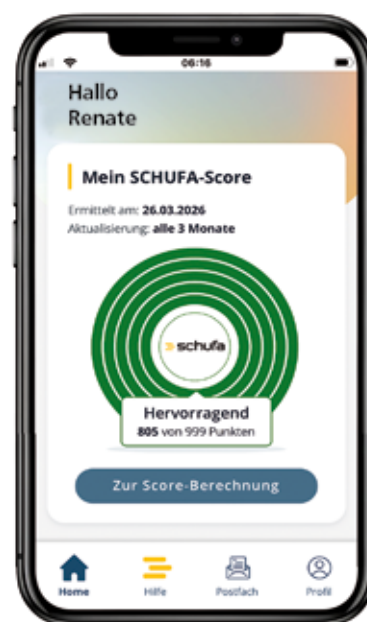 06:16
Hallo
Renate
Mein SCHUFA-Score
Ermittelt am: 26.03.2026
Aktualisierung: alle 3 Monate
schufa
Hervorragend
805 von 999 Punkten
Zur Score-Berechnung
Home Hilfe Postfach Profil